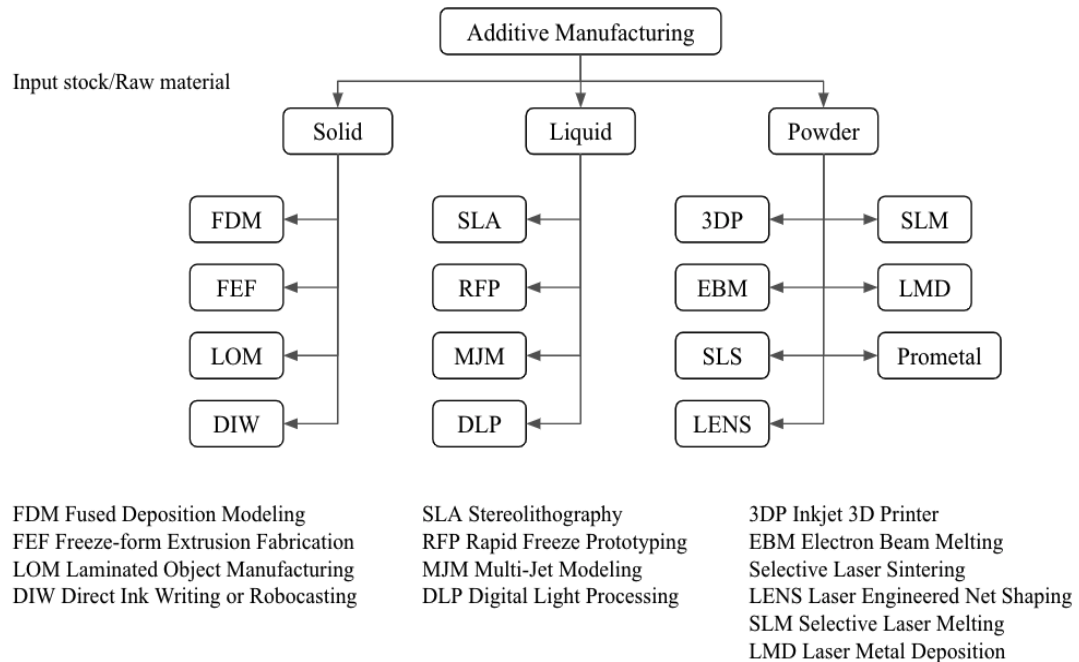 Additive Manufacturing
Input stock/Raw material
Solid
Liquid
Powder
FDM
SLA
3DP
SLM
FEF
RFP
EBM
LMD
LOM
MJM
SLS
Prometal
DIW
DLP
LENS
FDM Fused Deposition Modeling
FEF Freeze-form Extrusion Fabrication
LOM Laminated Object Manufacturing
DIW Direct Ink Writing or Robocasting
SLA Stereolithography
RFP Rapid Freeze Prototyping
MJM Multi-Jet Modeling
DLP Digital Light Processing
3DP Inkjet 3D Printer
EBM Electron Beam Melting
Selective Laser Sintering
LENS Laser Engineered Net Shaping
SLM Selective Laser Melting
LMD Laser Metal Deposition